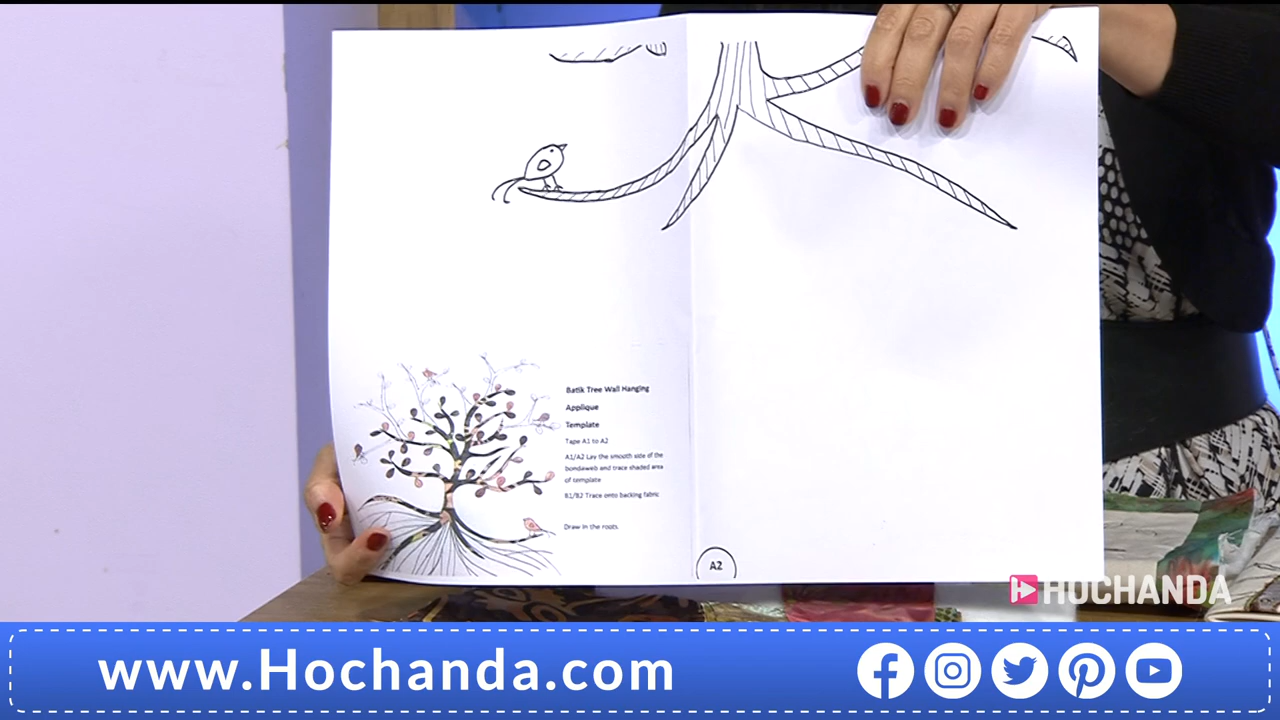 Batik Tree Wall Hanging
Applique
Template
Tape A1 to A2
A1/A2 Lay the smooth side of the
bondaweb and trace shaded area
of template
B1/B2 Trace onto backing fabric
Draw in the roots.
A2
HOCHANDA
www.Hochanda.com